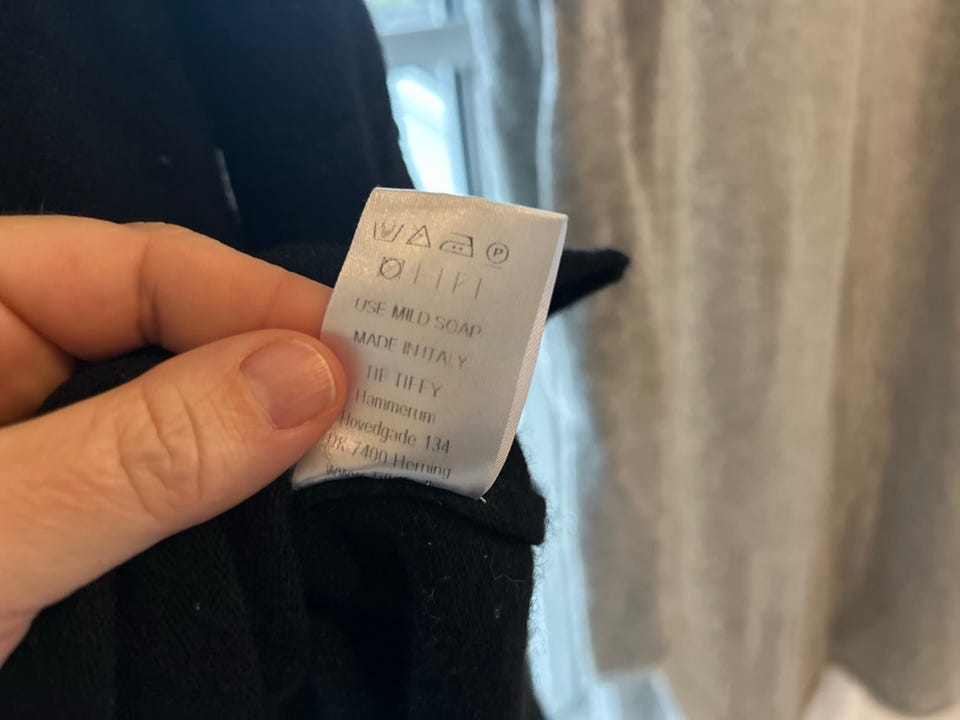 P
USE MILD SOAP
MADE IN ITALY
TIF TIFFY
Hammerum
Hovedgade 134
DK 7400 Herning